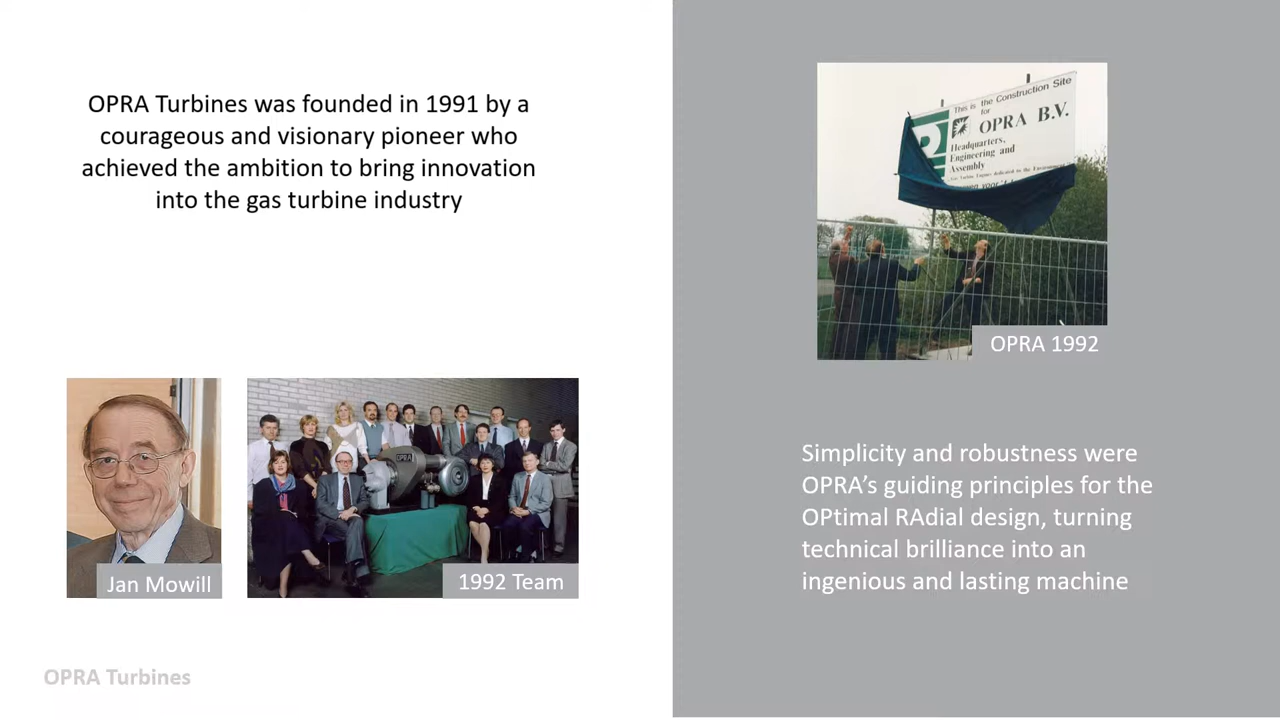 OPRA Turbines was founded in 1991 by a
courageous and visionary pioneer who
achieved the ambition to bring innovation
into the gas turbine industry
Jan Mowill
OPRA
1992 Team
OPRA Turbines
This is the Construction Site
for
OPRA B.V.
Headquarters,
Engineering and
Assembly
OPRA 1992
Simplicity and robustness were
OPRA’s guiding principles for the
OPtimal RAdial design, turning
technical brilliance into an
ingenious and lasting machine